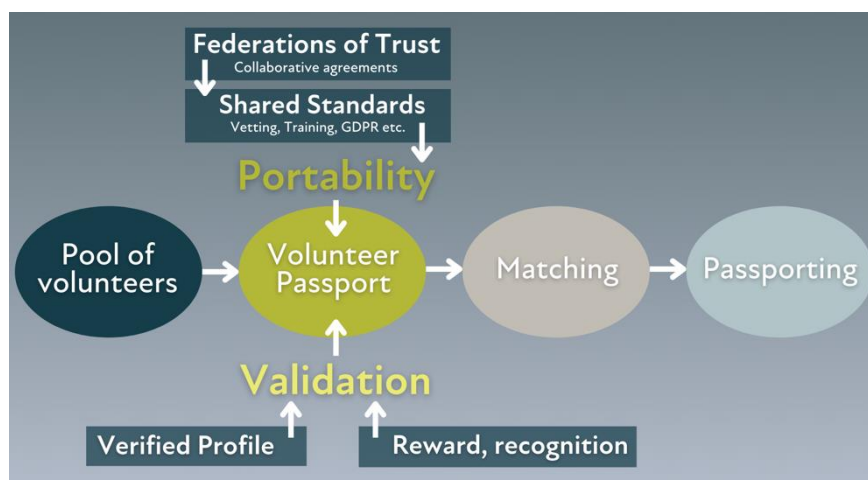 Federations of Trust
Collaborative agreements
Shared Standards
Vetting, Training, GDPR etc.
Portability
Pool of
volunteers
Volunteer
Passport
Matching
Passporting
Validation
Verified Profile
Reward, recognition